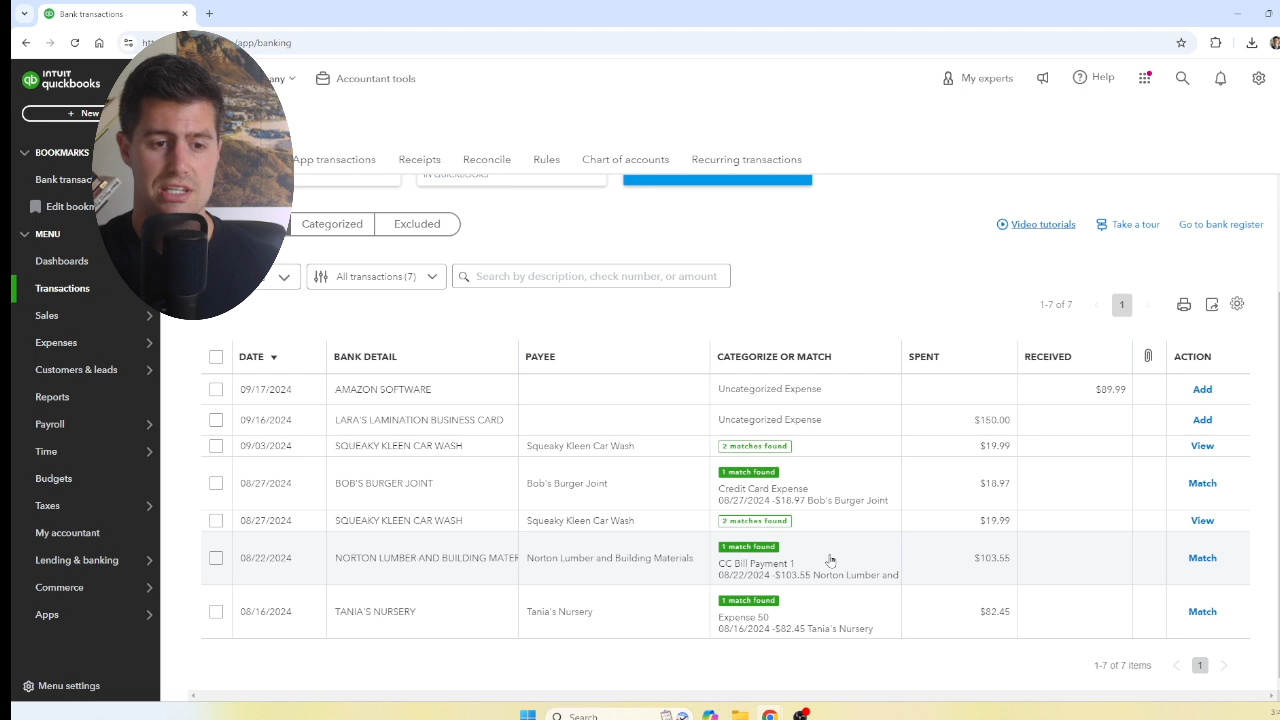 Bank transactions
/app/banking
INTUIT
quickbooks
Accountant tools
My experts
Help
+ New
App transactions
Receipts
Reconcile
Rules
Chart of accounts
Recurring transactions
BOOKMARKS
Bank transac
Edit bookn
MENU
Dashboards
Transactions
Sales
Expenses
Customers & leads
Reports
Payroll
Time
Budgets
Taxes
My accountant
Lending & banking
Commerce
Apps
Menu settings
IN QUICKBOOKS
Categorized
Excluded
Video tutorials
Take a tour
Go to bank register
All transactions (7)
Search by description, check number, or amount
1-7 of 7
1
DATE BANK DETAIL PAYEE CATEGORIZE OR MATCH SPENT RECEIVED ACTION
09/17/2024 AMAZON SOFTWARE Uncategorized Expense $89.99 Add
09/16/2024 LARA'S LAMINATION BUSINESS CARD Uncategorized Expense $150.00 Add
09/03/2024 SQUEAKY KLEEN CAR WASH Squeaky Kleen Car Wash 2 matches found $19.99 View
1 match found
08/27/2024 BOB'S BURGER JOINT Bob's Burger Joint Credit Card Expense $18.97 Match
08/27/2024 -$18.97 Bob's Burger Joint
08/27/2024 SQUEAKY KLEEN CAR WASH Squeaky Kleen Car Wash 2 matches found $19.99 View
1 match found
08/22/2024 NORTON LUMBER AND BUILDING MATER Norton Lumber and Building Materials CC Bill Payment 1 $103.55 Match
08/22/2024 -$103.55 Norton Lumber and
1 match found
08/16/2024 TANIA'S NURSERY Tania's Nursery Expense 50 $82.45 Match
08/16/2024 -$82.45 Tania's Nursery
1-7 of 7 items
1
Search